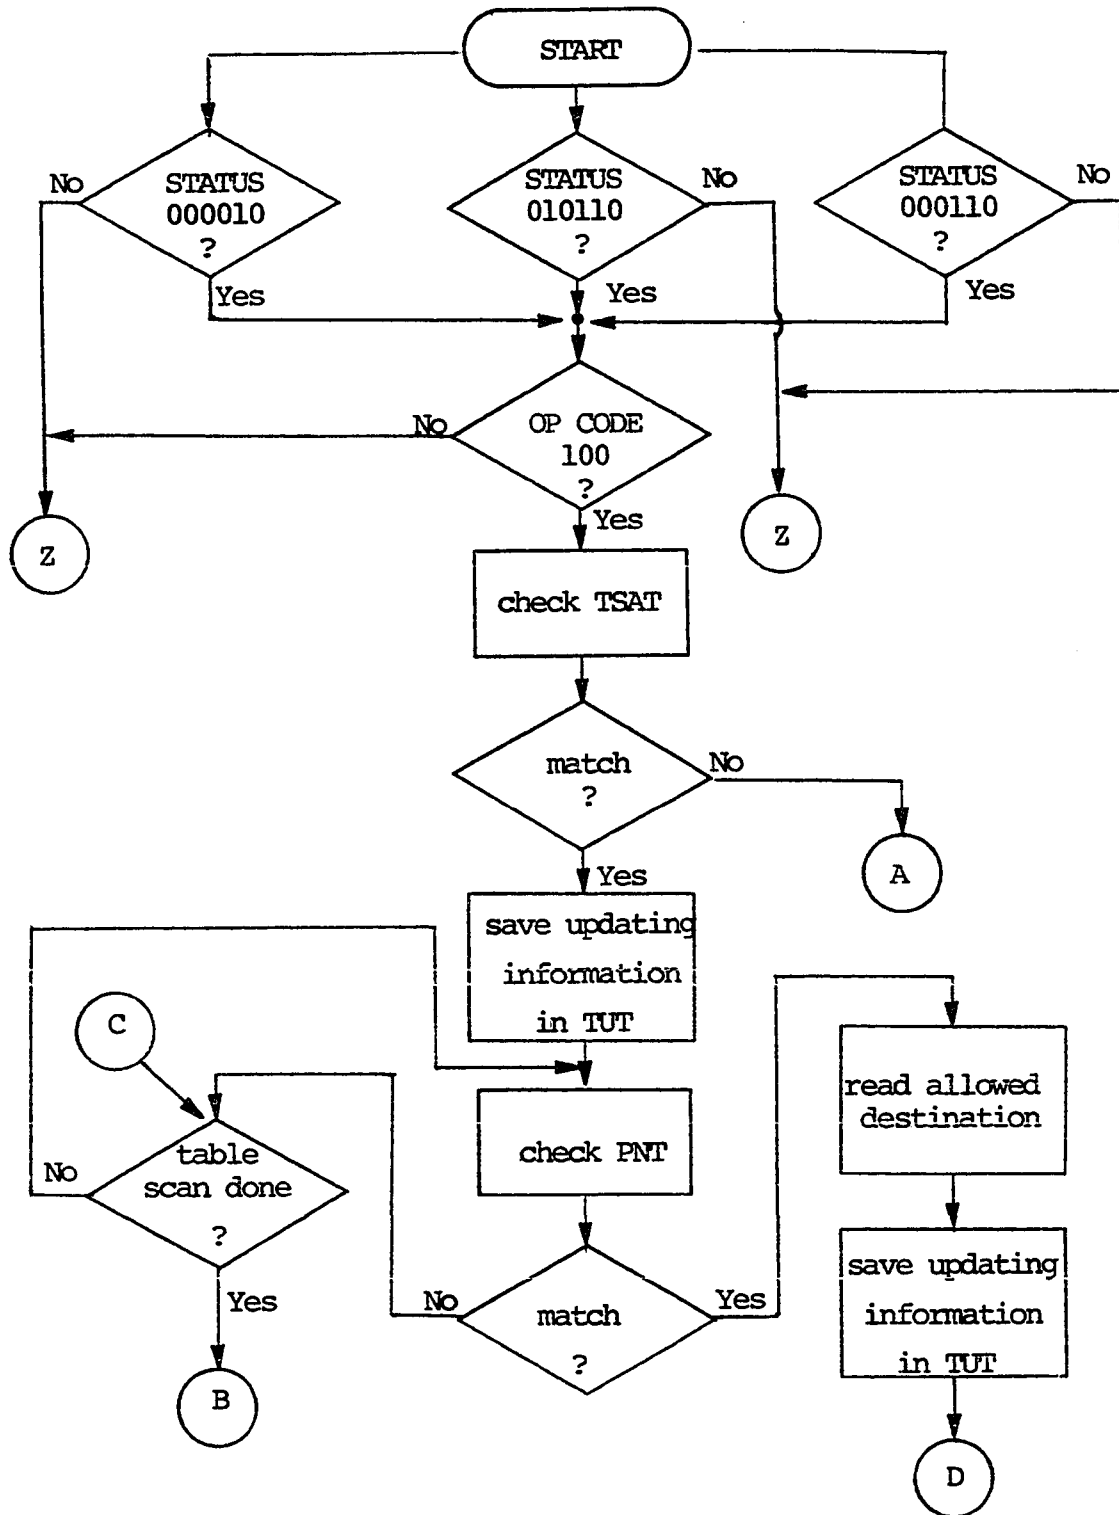 START
No
STATUS
000010
?
Yes
STATUS
010110
?
No
Yes
STATUS
000110
?
No
Yes
No
OP CODE
100
?
Yes
Z
Z
check TSAT
match
?
No
Yes
A
save updating
information
in TUT
C
table
scan done
?
No
Yes
check PNT
read allowed
destination
match
?
No
Yes
save updating
information
in TUT
B
D